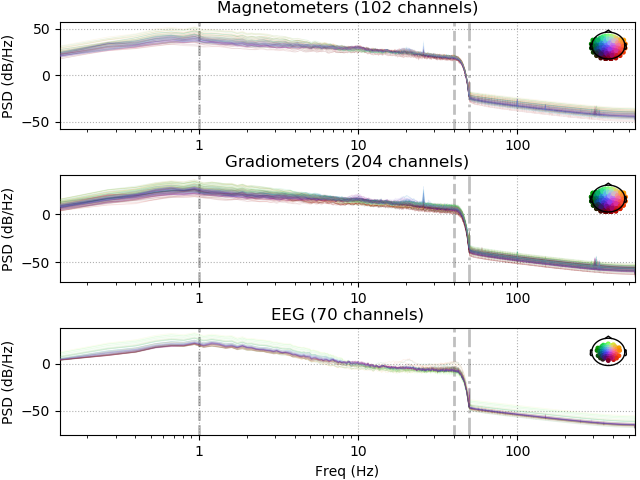 Magnetometers (102 channels)
PSD (dB/Hz)
50
0
−50
1
10
100
Gradiometers (204 channels)
PSD (dB/Hz)
0
−50
1
10
100
EEG (70 channels)
PSD (dB/Hz)
0
−50
1
10
100
Freq (Hz)